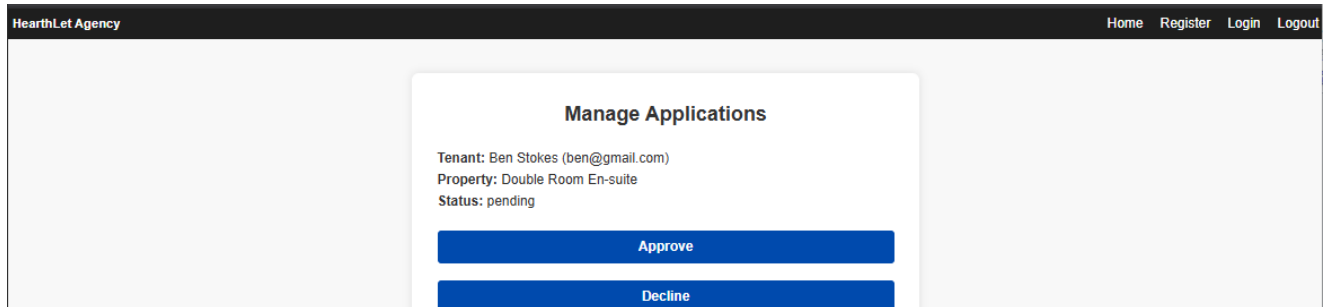 HearthLet Agency Home Register Login Logout
Manage Applications
Tenant: Ben Stokes (ben@gmail.com)
Property: Double Room En-suite
Status: pending
Approve
Decline